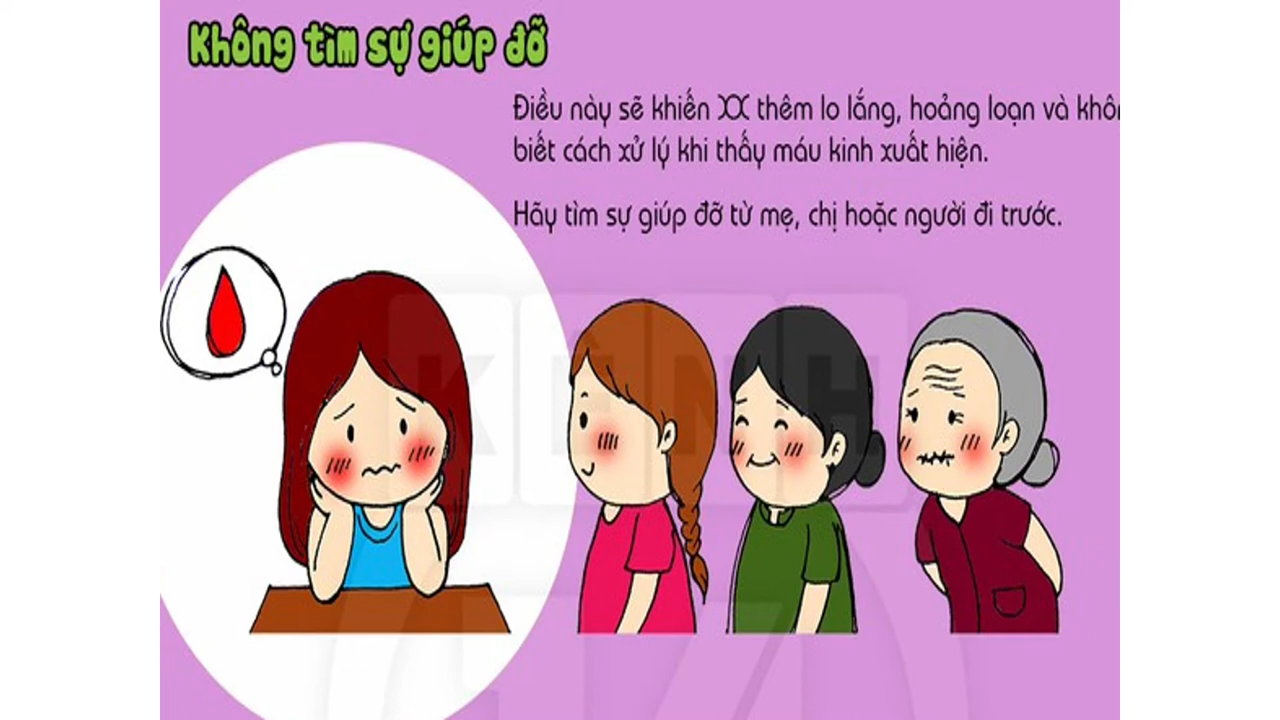 Không tìm sự giúp đỡ
Điều này sẽ khiến XX thêm lo lắng, hoảng loạn và
biết cách xử lý khi thấy máu kinh xuất hiện.
Hãy tìm sự giúp đỡ từ mẹ, chị hoặc người đi trước.
KÊNH